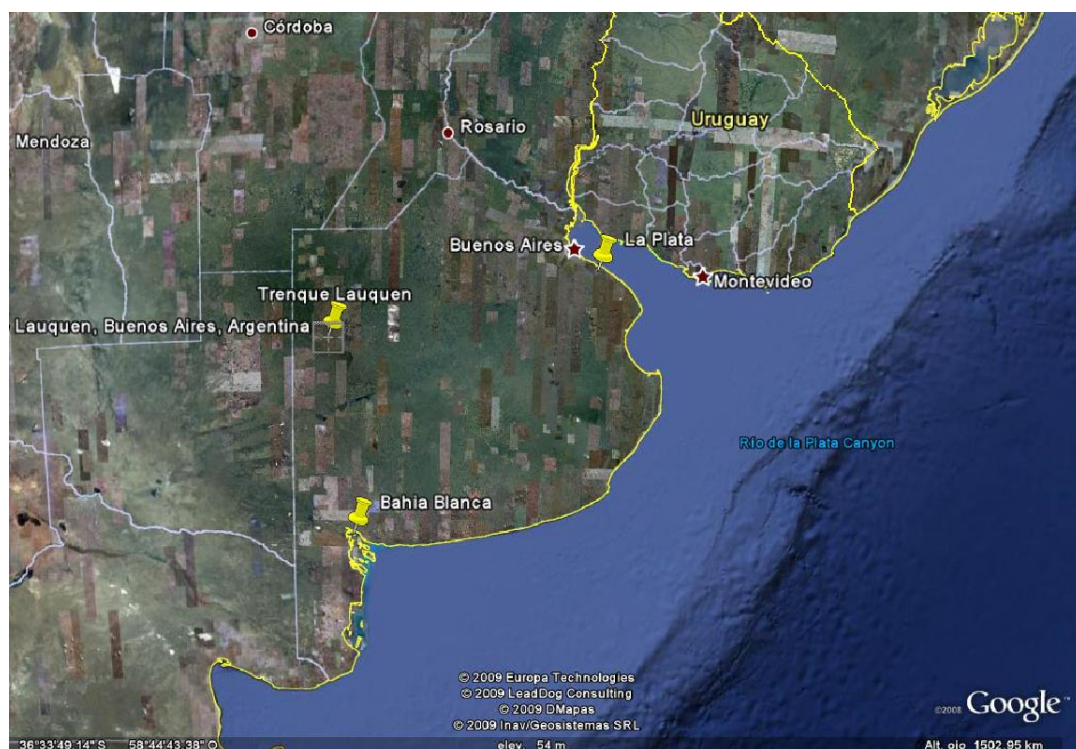 Córdoba
Rosario
Mendoza
Uruguay
Buenos Aires
La Plata
Montevideo
Trenque Lauquen
Lauquen, Buenos Aires, Argentina
Río de la Plata Canyon
Bahia Blanca
© 2009 Europa Technologies
© 2009 LeadDog Consulting
© 2009 DMapas
© 2009 Inav/Geosistemas SRL
©2008 Google™
36°33'49.14" S 58°44'43.38" O elev. 54 m Alt. ojo 1502.95 km